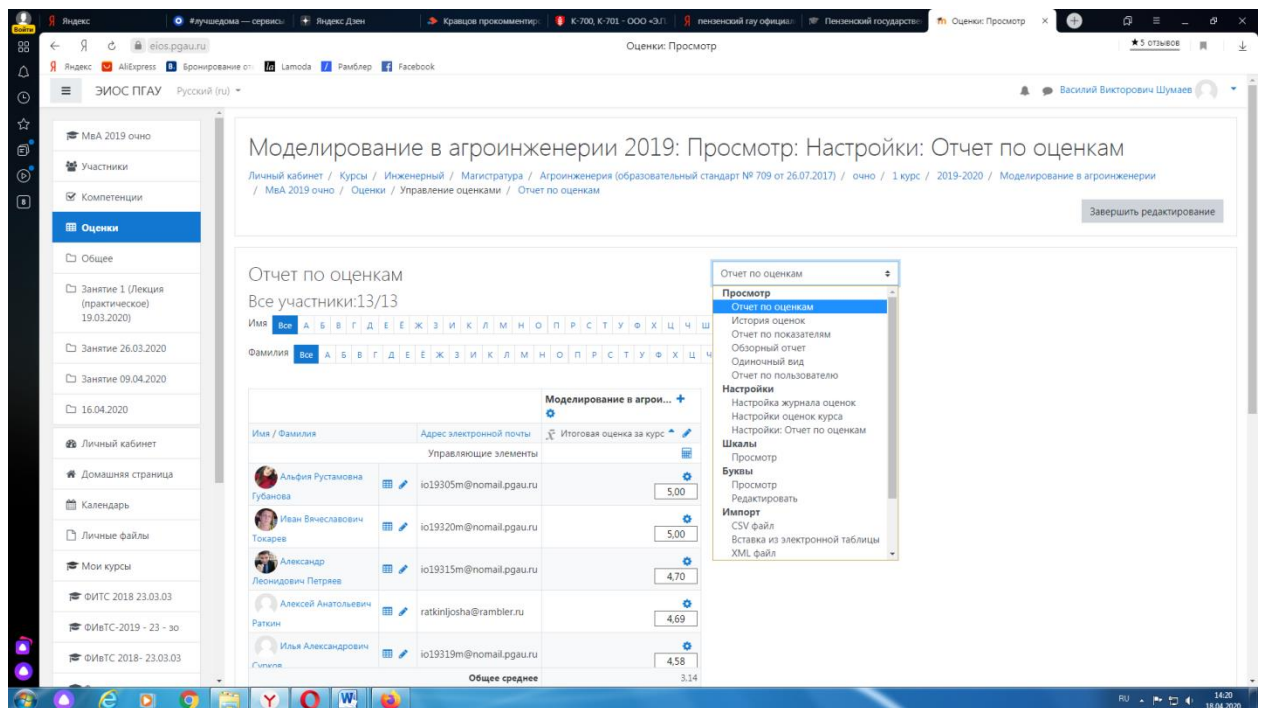 Войти
Яндекс
#лучшедома — сервисы
Яндекс Дзен
Кравцов прокомментиро
К-700, К-701 - ООО «Э.Л.
пензенский гау официал
Пензенский государстве
Оценки: Просмотр
eios.pgau.ru
Оценки: Просмотр
★5 отзывов
Яндекс AliExpress Бронирование от Lamoda Рамблер Facebook
ЭИОС ПГАУ Русский (ru)
Василий Викторович Шумаев
МвА 2019 очно
Участники
Компетенции
Оценки
Общее
Занятие 1 (Лекция
(практическое)
19.03.2020)
Занятие 26.03.2020
Занятие 09.04.2020
16.04.2020
Личный кабинет
Домашняя страница
Календарь
Личные файлы
Мои курсы
ФИТС 2018 23.03.03
ФИвТС-2019 - 23 - зо
ФИвТС 2018- 23.03.03
Моделирование в агроинженерии 2019: Просмотр: Настройки: Отчет по оценкам
Личный кабинет / Курсы / Инженерный / Магистратура / Агроинженерия (образовательный стандарт № 709 от 26.07.2017) / очно / 1 курс / 2019-2020 / Моделирование в агроинженерии
/ МвА 2019 очно / Оценки / Управление оценками / Отчет по оценкам
Завершить редактирование
Отчет по оценкам
Все участники:13/13
Имя Все А Б В Г Д Е Ё Ж З И К Л М Н О П Р С Т У Ф Х Ц Ч Ш
Фамилия Все А Б В Г Д Е Ё Ж З И К Л М Н О П Р С Т У Ф Х Ц Ч
Моделирование в агрои...
Имя / Фамилия Адрес электронной почты Итоговая оценка за курс
Управляющие элементы
Альфия Рустамовна
Губанова
io19305m@nomail.pgau.ru
5,00
Иван Вячеславович
Токарев
io19320m@nomail.pgau.ru
5,00
Александр
Леонидович Петряев
io19315m@nomail.pgau.ru
4,70
Алексей Анатольевич
Раткин
ratkinljosha@rambler.ru
4,69
Илья Александрович
Сурков
io19319m@nomail.pgau.ru
4,58
Общее среднее 3.14
Отчет по оценкам
Просмотр
Отчет по оценкам
История оценок
Отчет по показателям
Обзорный отчет
Одиночный вид
Отчет по пользователю
Настройки
Настройка журнала оценок
Настройки оценок курса
Настройки: Отчет по оценкам
Шкалы
Просмотр
Буквы
Просмотр
Редактировать
Импорт
CSV файл
Вставка из электронной таблицы
XML файл
RU
14:20
18.04.2020